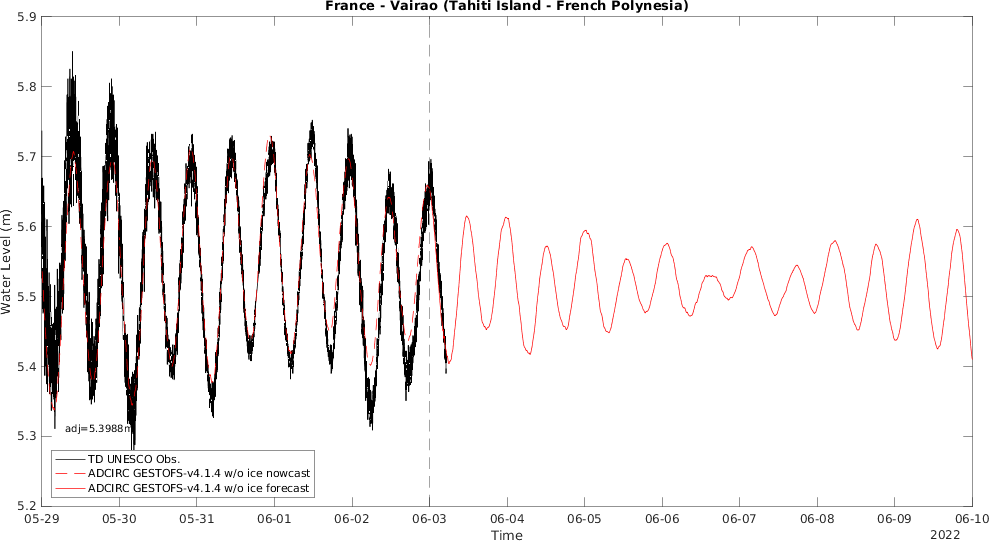 France - Vairao (Tahiti Island - French Polynesia)
5.9
5.8
5.7
5.6
5.5
5.4
5.3
5.2
Water Level (m)
adj=5.3988m
TD UNESCO Obs.
ADCIRC GESTOFS-v4.1.4 w/o ice nowcast
ADCIRC GESTOFS-v4.1.4 w/o ice forecast
05-29 05-30 05-31 06-01 06-02 06-03 06-04 06-05 06-06 06-07 06-08 06-09 06-10
Time
2022